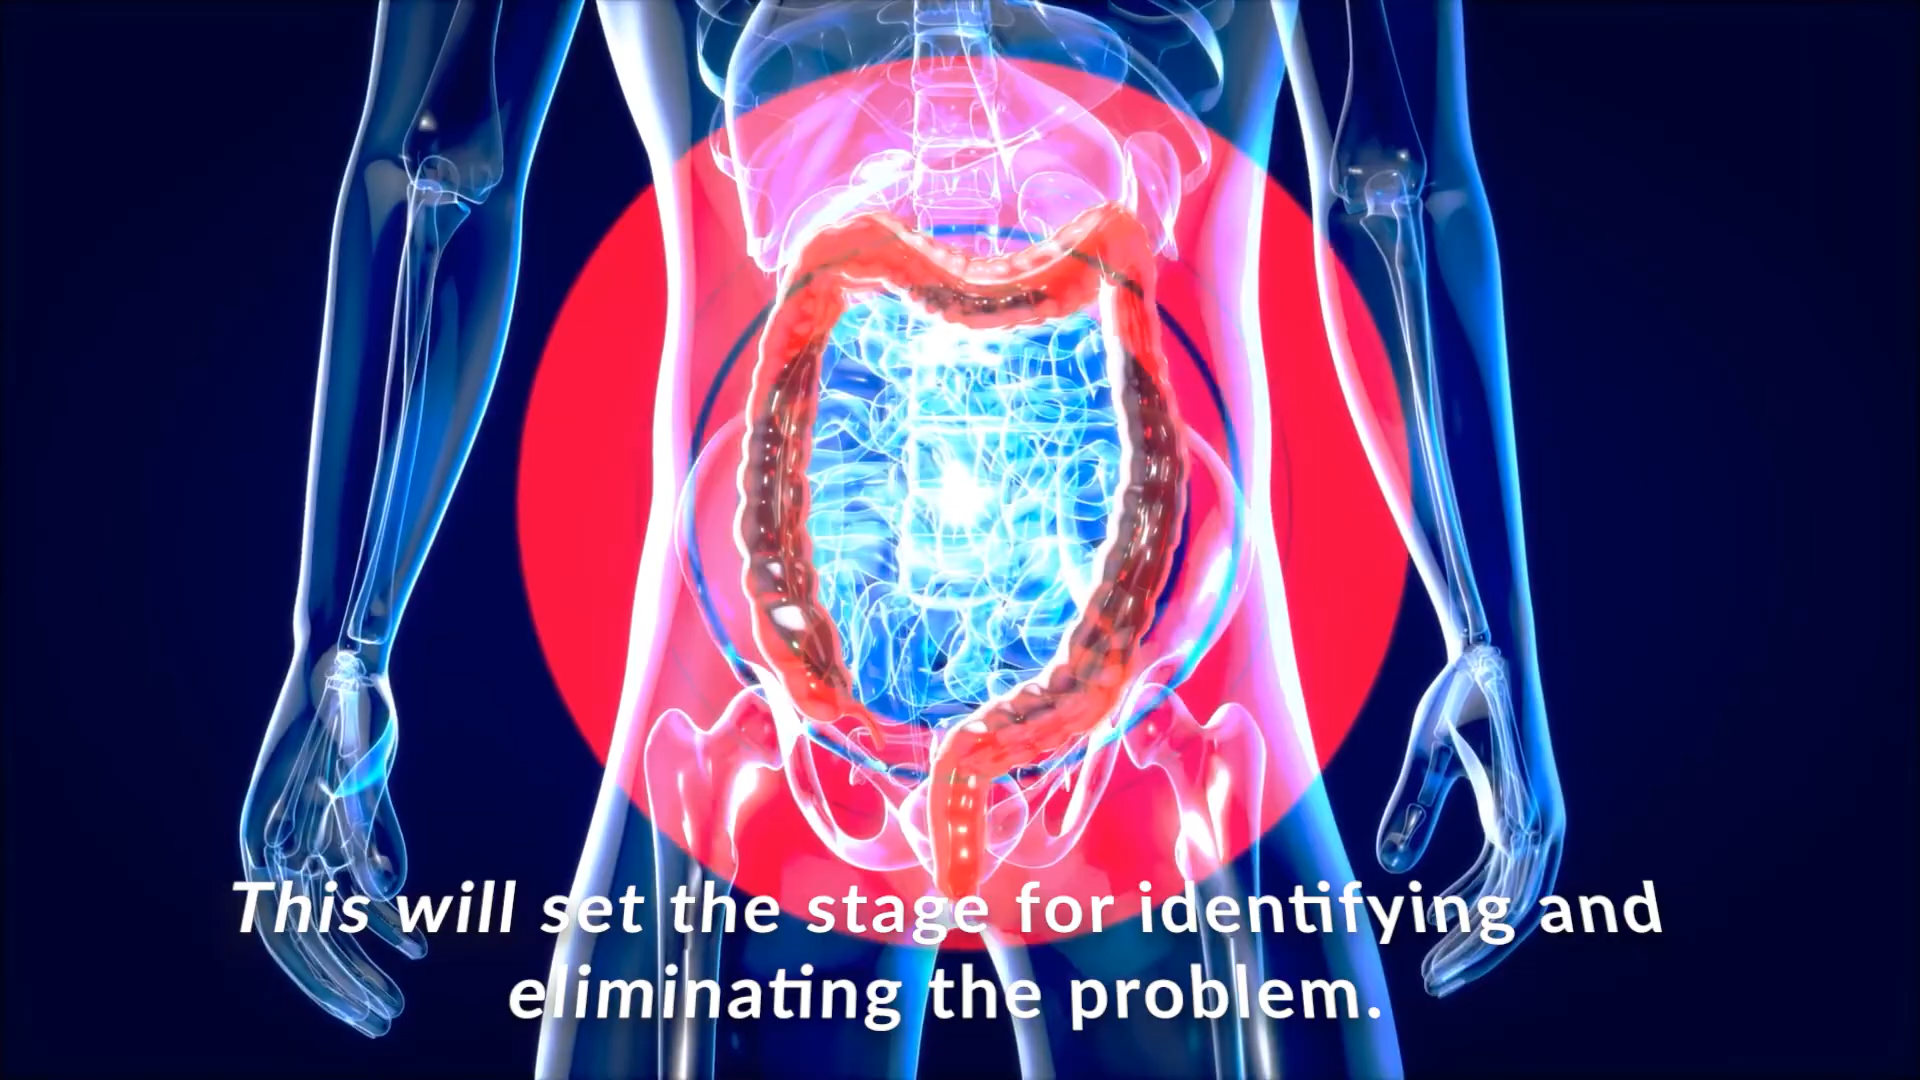 This will set the stage for identifying and
eliminating the problem.